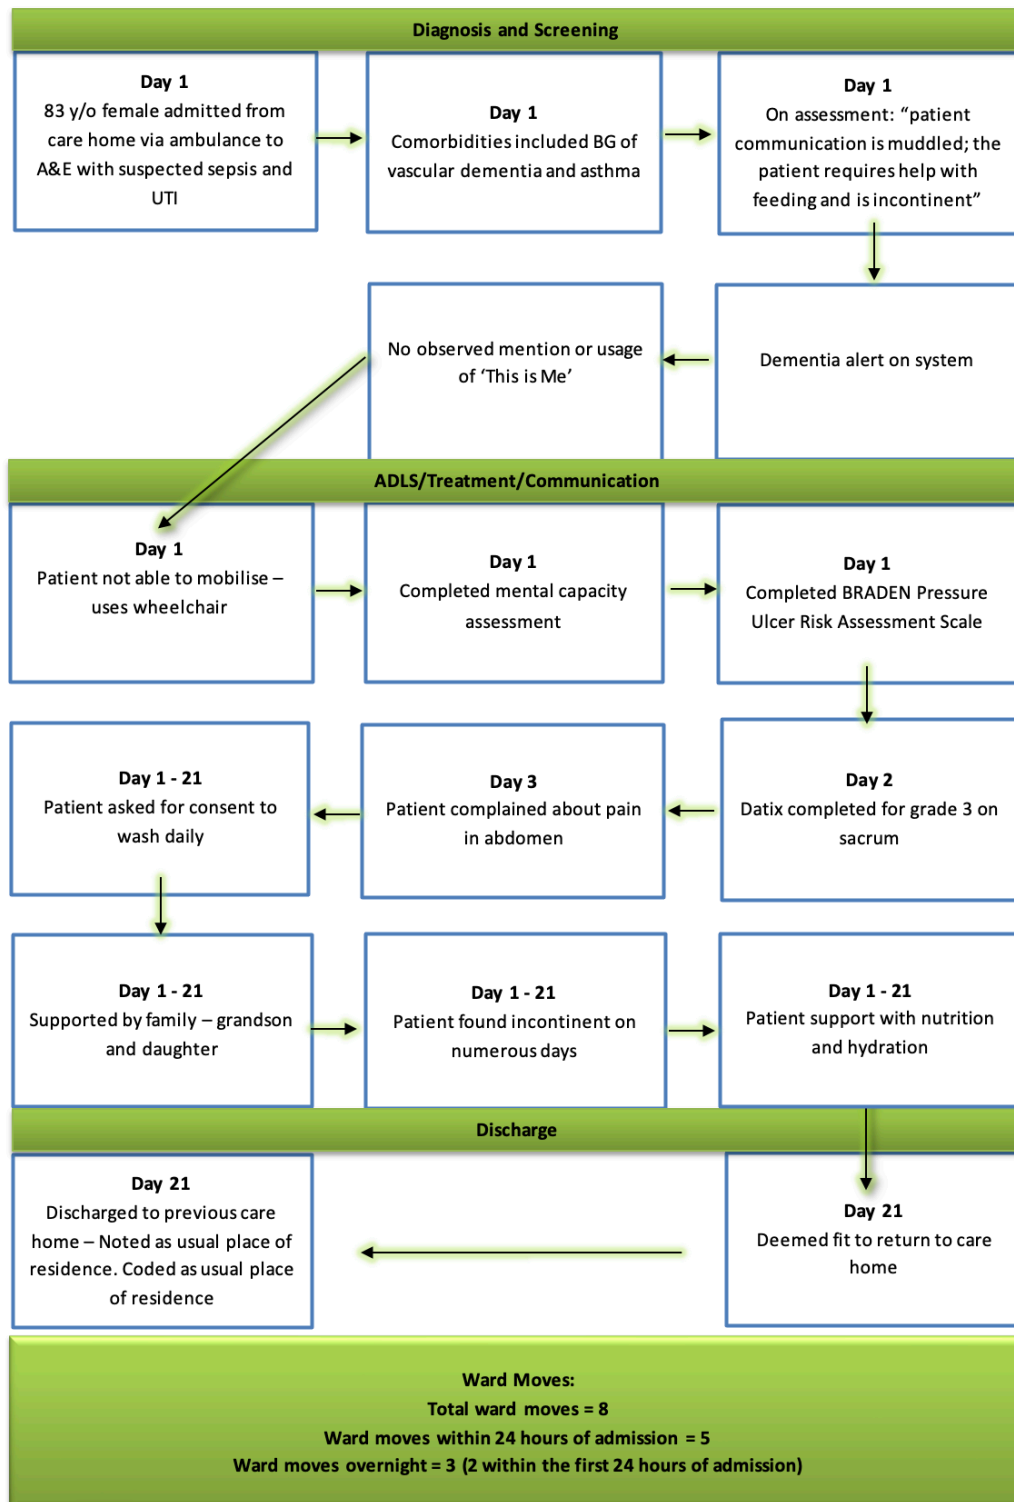 Diagnosis and Screening
Day 1
83 y/o female admitted from
care home via ambulance to
A&E with suspected sepsis and
UTI
Day 1
Comorbidities included BG of
vascular dementia and asthma
Day 1
On assessment: “patient
communication is muddled; the
patient requires help with
feeding and is incontinent”
Dementia alert on system
No observed mention or usage
of ‘This is Me’
ADLS/Treatment/Communication
Day 1
Patient not able to mobilise –
uses wheelchair
Day 1
Completed mental capacity
assessment
Day 1
Completed BRADEN Pressure
Ulcer Risk Assessment Scale
Day 2
Datix completed for grade 3 on
sacrum
Day 3
Patient complained about pain
in abdomen
Day 1 - 21
Patient asked for consent to
wash daily
Day 1 - 21
Supported by family – grandson
and daughter
Day 1 - 21
Patient found incontinent on
numerous days
Day 1 - 21
Patient support with nutrition
and hydration
Discharge
Day 21
Deemed fit to return to care
home
Day 21
Discharged to previous care
home – Noted as usual place of
residence. Coded as usual place
of residence
Ward Moves:
Total ward moves = 8
Ward moves within 24 hours of admission = 5
Ward moves overnight = 3 (2 within the first 24 hours of admission)